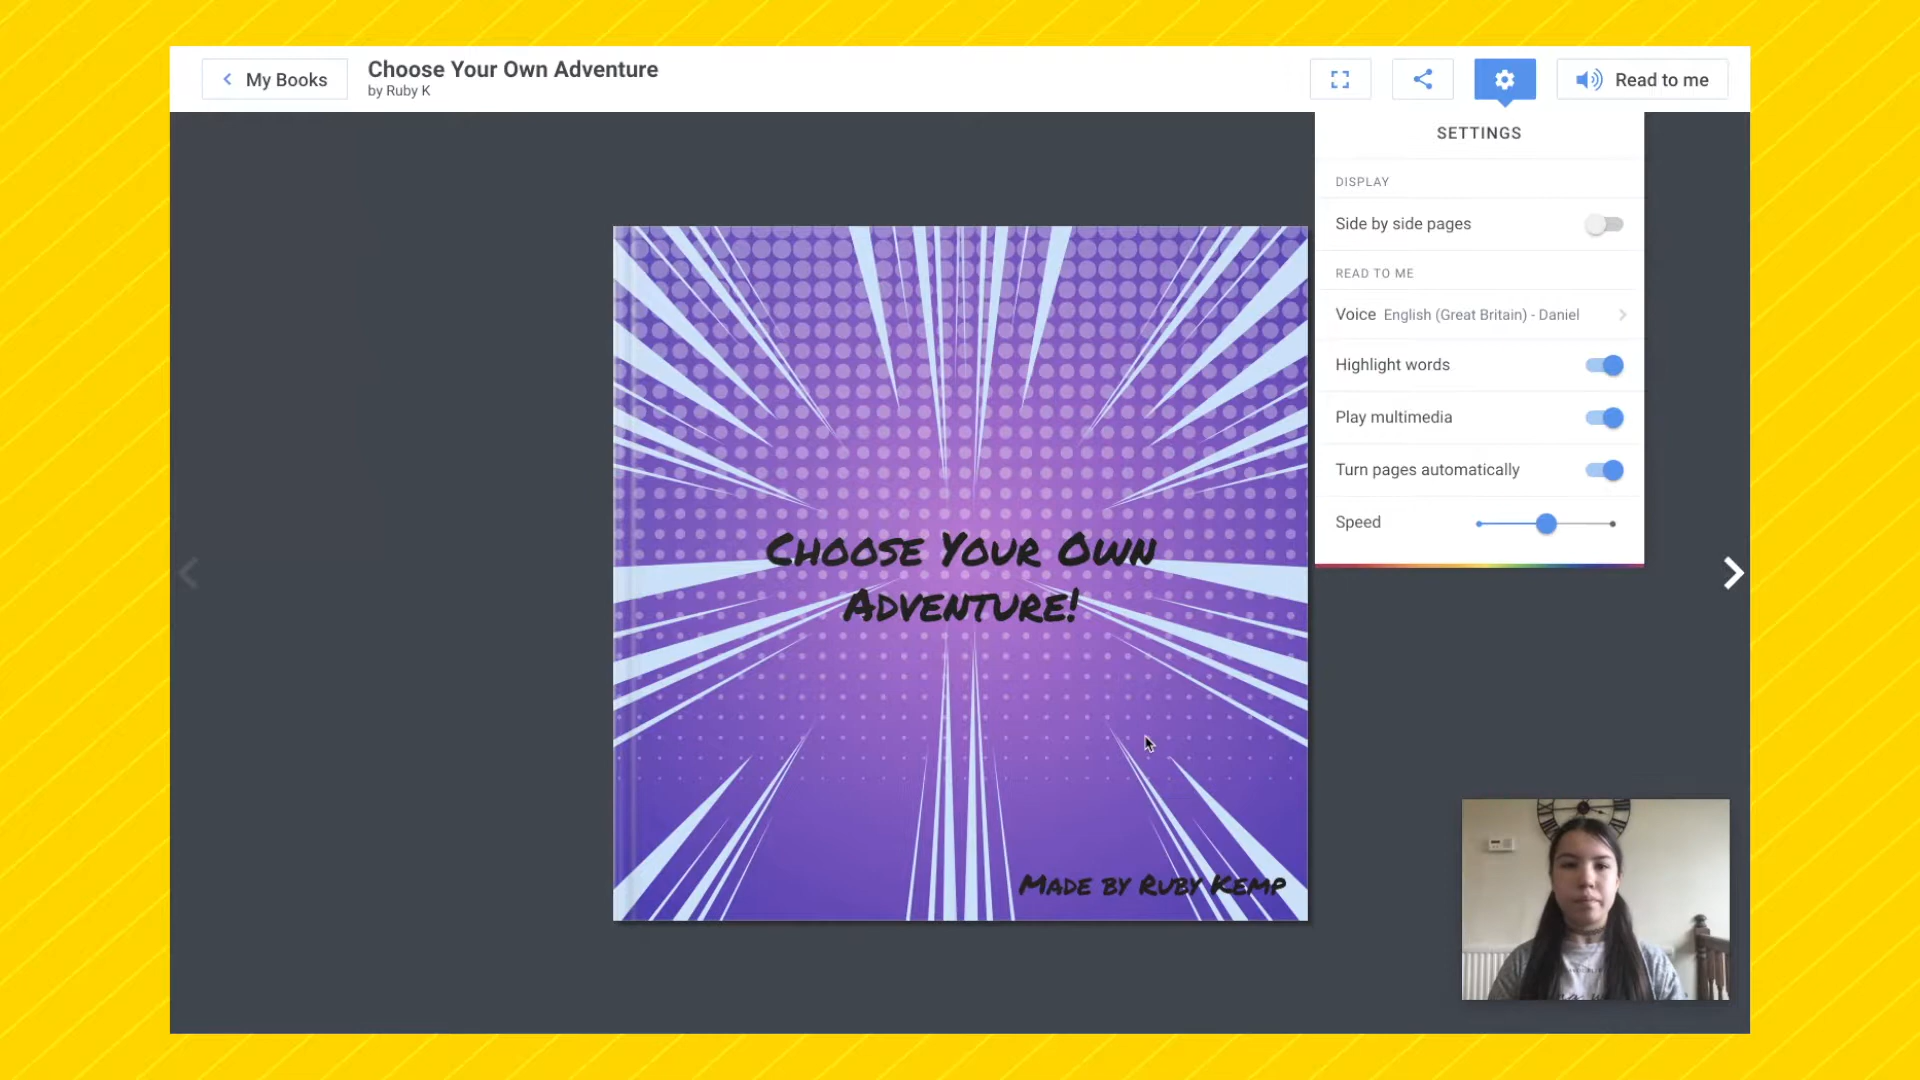 My Books
Choose Your Own Adventure
by Ruby K
Read to me
SETTINGS
DISPLAY
Side by side pages
READ TO ME
Voice English (Great Britain) - Daniel
Highlight words
Play multimedia
Turn pages automatically
Speed
Choose Your Own
Adventure!
Made by Ruby Kemp